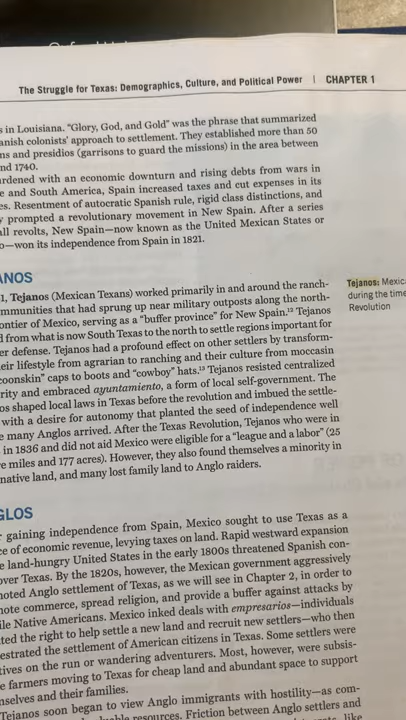 The Struggle for Texas: Demographics, Culture, and Political Power | CHAPTER 1
s in Louisiana. "Glory, God, and Gold" was the phrase that summarized
anish colonists' approach to settlement. They established more than 50
ns and presidios (garrisons to guard the missions) in the area between
nd 1740.
ardened with an economic downturn and rising debts from wars in
e and South America, Spain increased taxes and cut expenses in its
es. Resentment of autocratic Spanish rule, rigid class distinctions, and
y prompted a revolutionary movement in New Spain. After a series
all revolts, New Spain—now known as the United Mexican States or
o—won its independence from Spain in 1821.
ANOS
1, Tejanos (Mexican Texans) worked primarily in and around the ranch-
mmunities that had sprung up near military outposts along the north-
ontier of Mexico, serving as a "buffer province" for New Spain.¹² Tejanos
d from what is now South Texas to the north to settle regions important for
er defense. Tejanos had a profound effect on other settlers by transform-
eir lifestyle from agrarian to ranching and their culture from moccasin
coonskin" caps to boots and "cowboy" hats.¹³ Tejanos resisted centralized
rity and embraced ayuntamiento, a form of local self-government. The
os shaped local laws in Texas before the revolution and imbued the settle-
with a desire for autonomy that planted the seed of independence well
e many Anglos arrived. After the Texas Revolution, Tejanos who were in
in 1836 and did not aid Mexico were eligible for a "league and a labor" (25
e miles and 177 acres). However, they also found themselves a minority in
native land, and many lost family land to Anglo raiders.
Tejanos: Mexic
during the time
Revolution
GLOS
r gaining independence from Spain, Mexico sought to use Texas as a
ce of economic revenue, levying taxes on land. Rapid westward expansion
e land-hungry United States in the early 1800s threatened Spanish con-
over Texas. By the 1820s, however, the Mexican government aggressively
noted Anglo settlement of Texas, as we will see in Chapter 2, in order to
note commerce, spread religion, and provide a buffer against attacks by
ile Native Americans. Mexico inked deals with empresarios—individuals
ted the right to help settle a new land and recruit new settlers—who then
estrated the settlement of American citizens in Texas. Some settlers were
tives on the run or wandering adventurers. Most, however, were subsis-
e farmers moving to Texas for cheap land and abundant space to support
nselves and their families.
Tejanos soon began to view Anglo immigrants with hostility—as com-
resources. Friction between Anglo settlers and
like